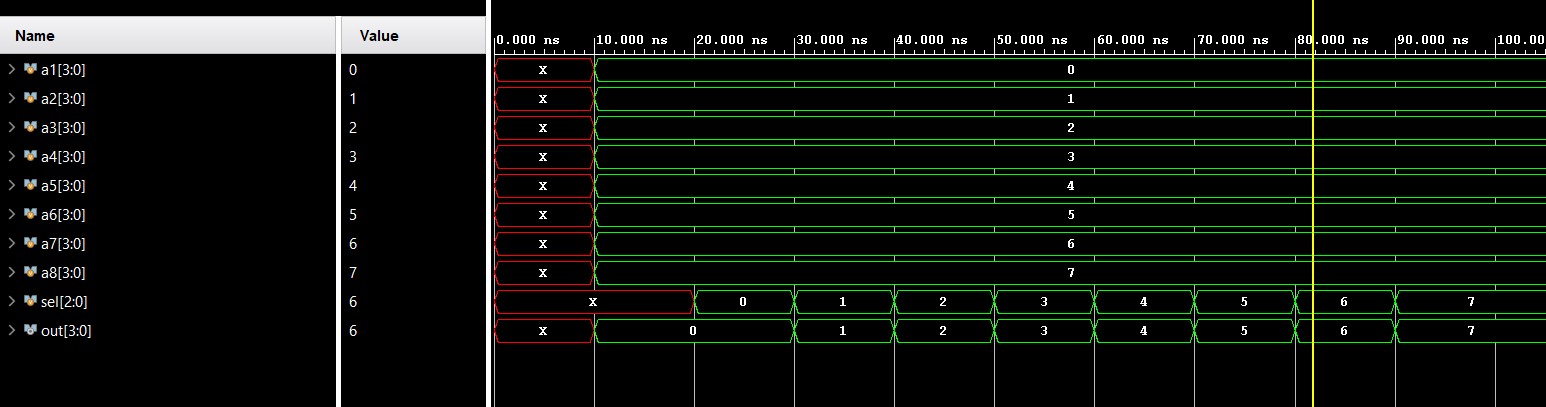 Name Value 0.000 ns 10.000 ns 20.000 ns 30.000 ns 40.000 ns 50.000 ns 60.000 ns 70.000 ns 80.000 ns 90.000 ns 100.00
a1[3:0] 0 X 0
a2[3:0] 1 X 1
a3[3:0] 2 X 2
a4[3:0] 3 X 3
a5[3:0] 4 X 4
a6[3:0] 5 X 5
a7[3:0] 6 X 6
a8[3:0] 7 X 7
sel[2:0] 6 X 0 1 2 3 4 5 6 7
out[3:0] 6 X 0 1 2 3 4 5 6 7